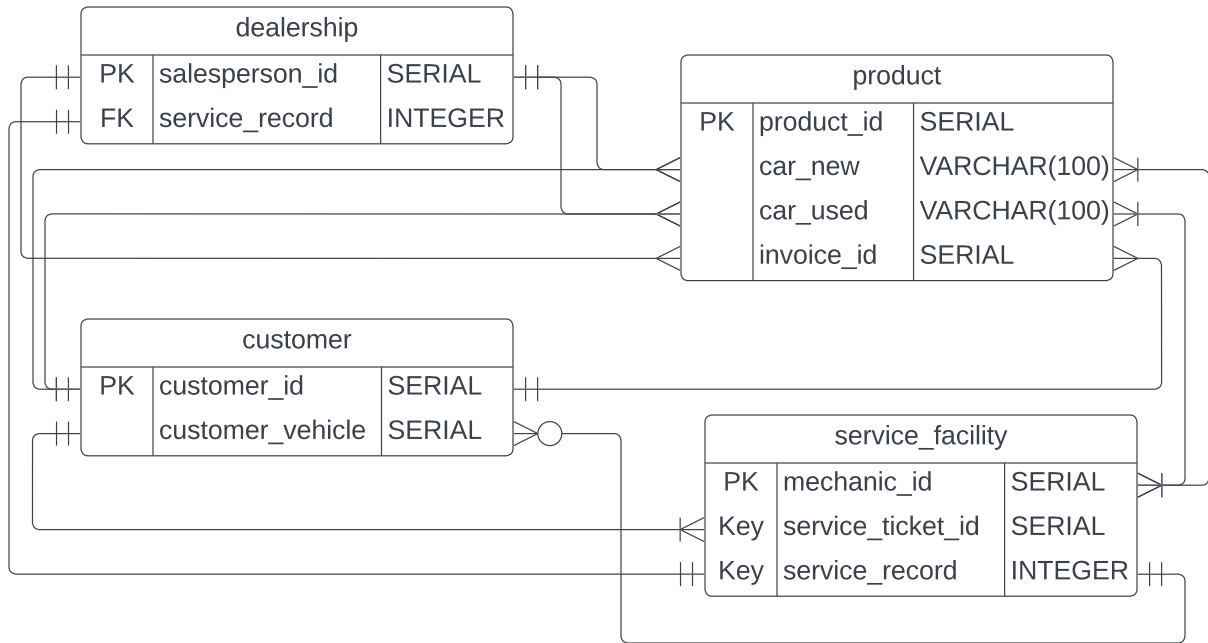 dealership
PK salesperson_id SERIAL
FK service_record INTEGER
product
PK product_id SERIAL
car_new VARCHAR(100)
car_used VARCHAR(100)
invoice_id SERIAL
customer
PK customer_id SERIAL
customer_vehicle SERIAL
service_facility
PK mechanic_id SERIAL
Key service_ticket_id SERIAL
Key service_record INTEGER